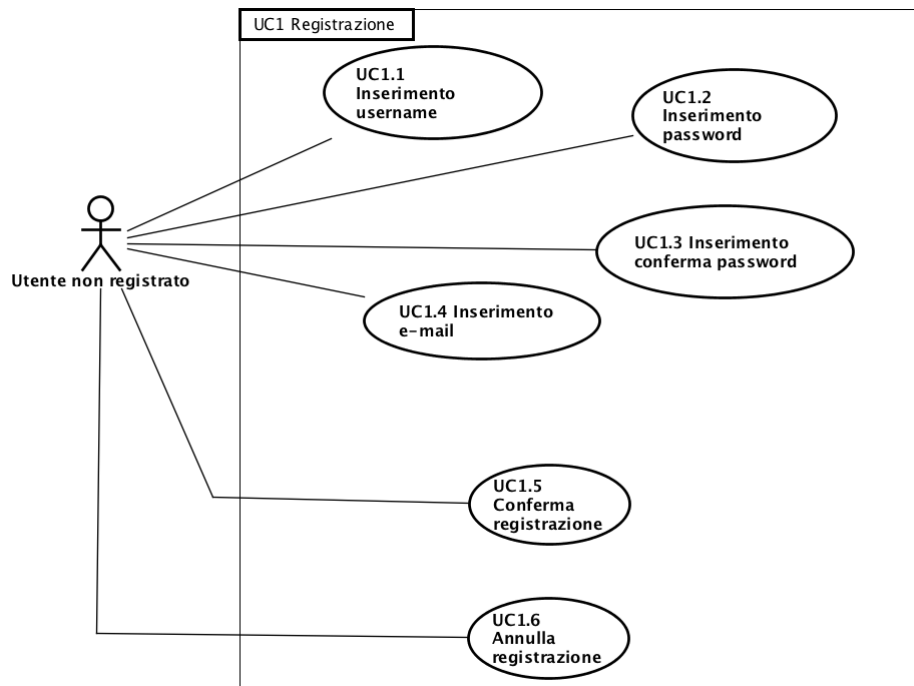 UC1 Registrazione
UC1.1
Inserimento
username
UC1.2
Inserimento
password
UC1.3 Inserimento
conferma password
Utente non registrato
UC1.4 Inserimento
e-mail
UC1.5
Conferma
registrazione
UC1.6
Annulla
registrazione